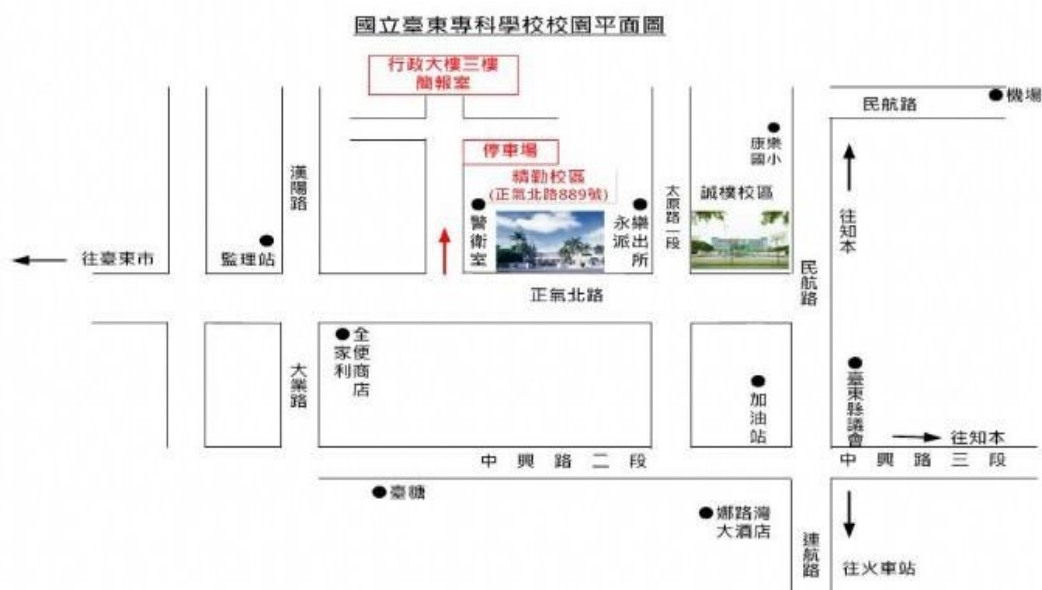 國立臺東專科學校校園平面圖
行政大樓三樓
簡報室
民航路
機場
康樂
國小
停車場
精勤校區
(正氣北路889號)
漢陽路
警衛室
永樂
派出所
太原路一段
誠樸校區
往知本
往臺東市
監理站
正氣北路
民航路
大業路
全家
便利
商店
加油站
臺東縣議會
往知本
中興路二段
中興路三段
臺糖
娜路灣
大酒店
連航路
往火車站